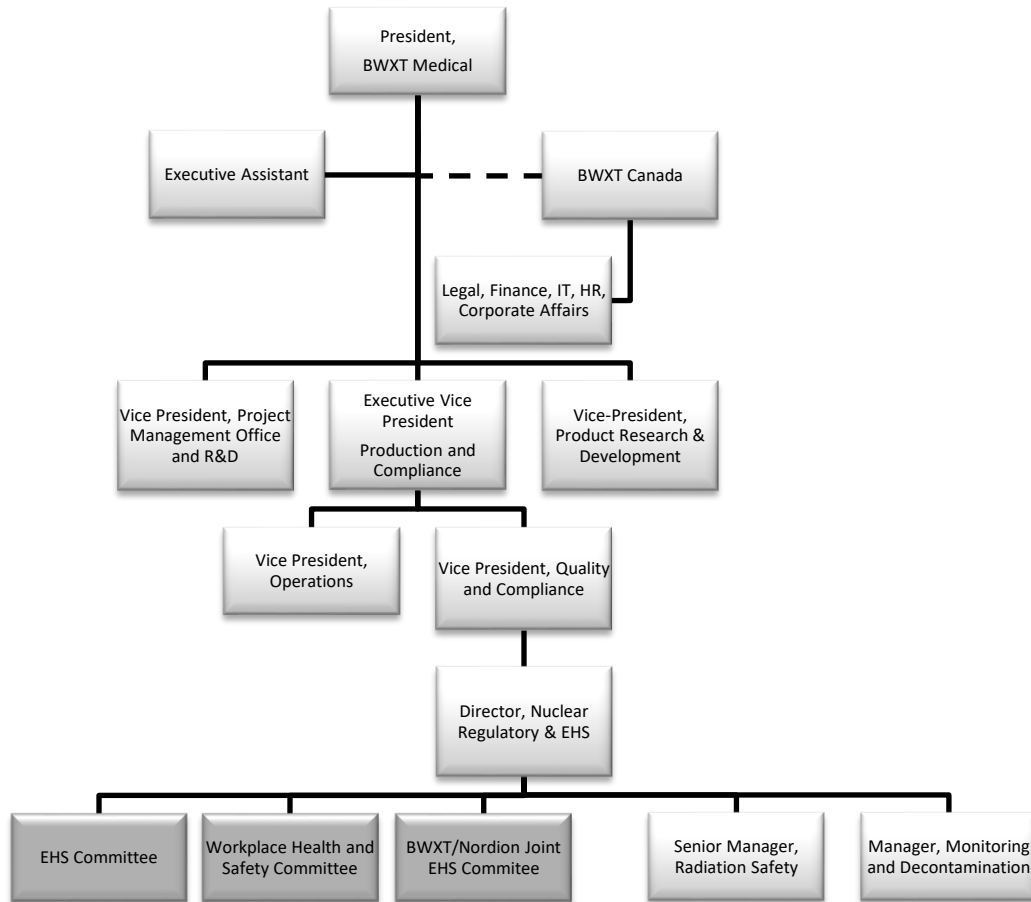 President,
BWXT Medical
Executive Assistant
BWXT Canada
Legal, Finance, IT, HR,
Corporate Affairs
Vice President, Project
Management Office
and R&D
Executive Vice
President
Production and
Compliance
Vice-President,
Product Research &
Development
Vice President,
Operations
Vice President, Quality
and Compliance
Director, Nuclear
Regulatory & EHS
EHS Committee
Workplace Health and
Safety Committee
BWXT/Nordion Joint
EHS Commitee
Senior Manager,
Radiation Safety
Manager, Monitoring
and Decontamination